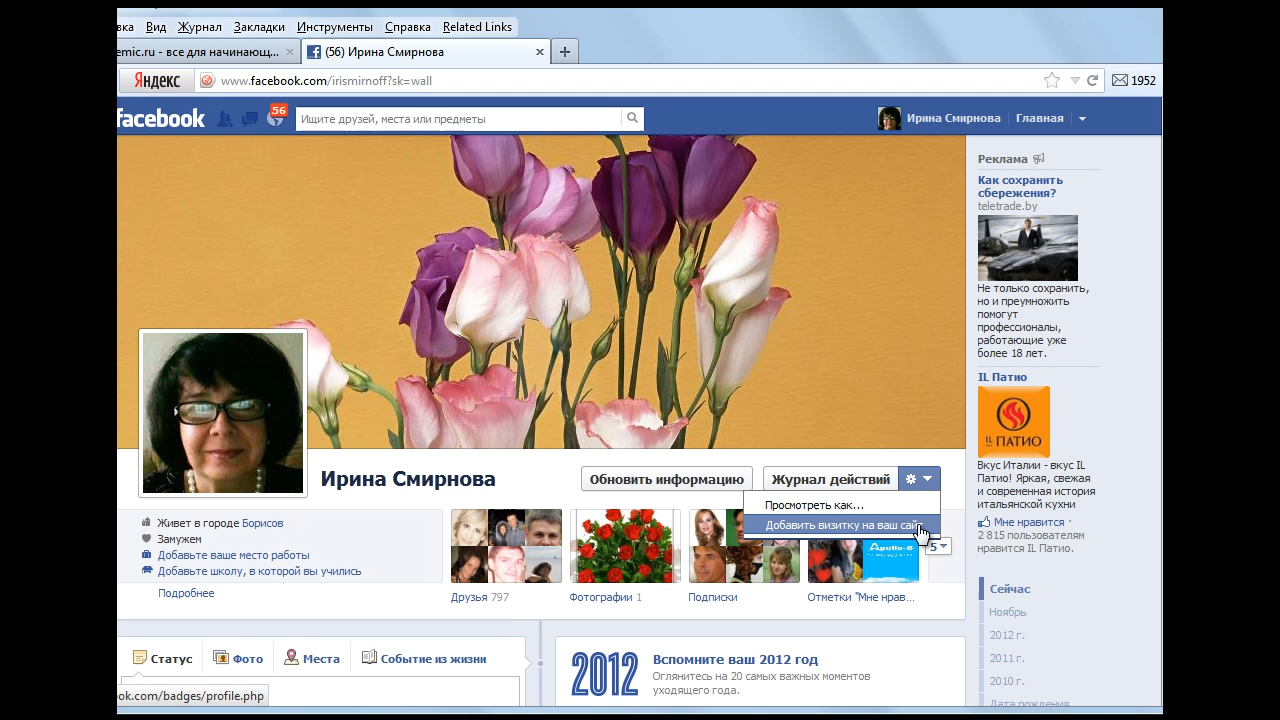 вка Вид Журнал Закладки Инструменты Справка Related Links
emic.ru - все для начинающ...
(56) Ирина Смирнова
Яндекс
www.facebook.com/irismirnoff?sk=wall
1952
facebook
56
Ищите друзей, места или предметы
Ирина Смирнова
Главная
Реклама
Как сохранить
сбережения?
teletrade.by
Не только сохранить,
но и преумножить
помогут
профессионалы,
работающие уже
более 18 лет.
IL Патио
IL ПАТИО
Вкус Италии - вкус IL
Патио! Яркая, свежая
и современная история
итальянской кухни
Мне нравится ·
2 815 пользователям
нравится IL Патио.
Ирина Смирнова
Обновить информацию
Журнал действий
Просмотреть как...
Добавить визитку на ваш сайт
Живет в городе Борисов
Замужем
Добавьте ваше место работы
Добавьте школу, в которой вы учились
Подробнее
Apollo-8
5
Друзья 797
Фотографии 1
Подписки
Отметки "Мне нрав...
Сейчас
Ноябрь
2012 г.
2011 г.
2010 г.
Дата рождения
Статус
Фото
Места
Событие из жизни
2012
Вспомните ваш 2012 год
Оглянитесь на 20 самых важных моментов
уходящего года.
ok.com/badges/profile.php